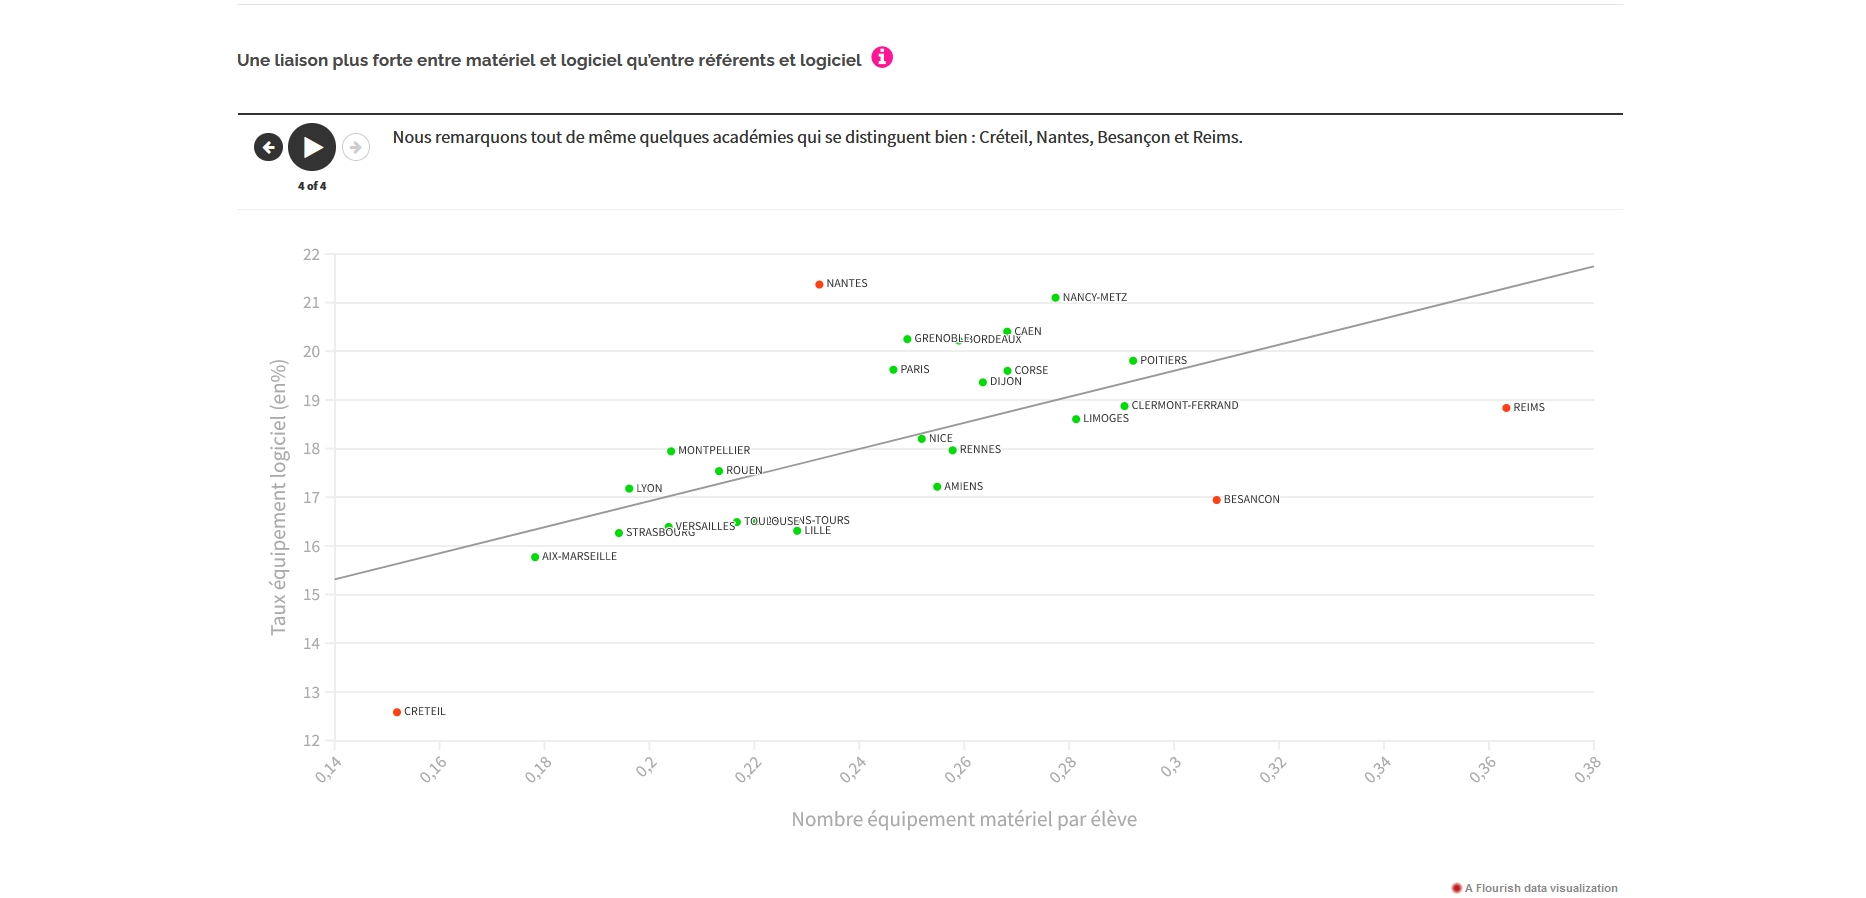 Une liaison plus forte entre matériel et logiciel qu'entre référents et logiciel
Nous remarquons tout de même quelques académies qui se distinguent bien : Créteil, Nantes, Besançon et Reims.
4 of 4
Taux équipement logiciel (en%)
22
21
20
19
18
17
16
15
14
13
12
NANTES
NANCY-METZ
CAEN
GRENOBLE
BORDEAUX
POITIERS
PARIS
CORSE
DIJON
CLERMONT-FERRAND
REIMS
LIMOGES
NICE
MONTPELLIER
RENNES
ROUEN
LYON
AMIENS
BESANCON
VERSAILLES
TOULOUSE
NS-TOURS
STRASBOURG
LILLE
AIX-MARSEILLE
CRETEIL
0,14
0,16
0,18
0,2
0,22
0,24
0,26
0,28
0,3
0,32
0,34
0,36
0,38
Nombre équipement matériel par élève
A Flourish data visualization